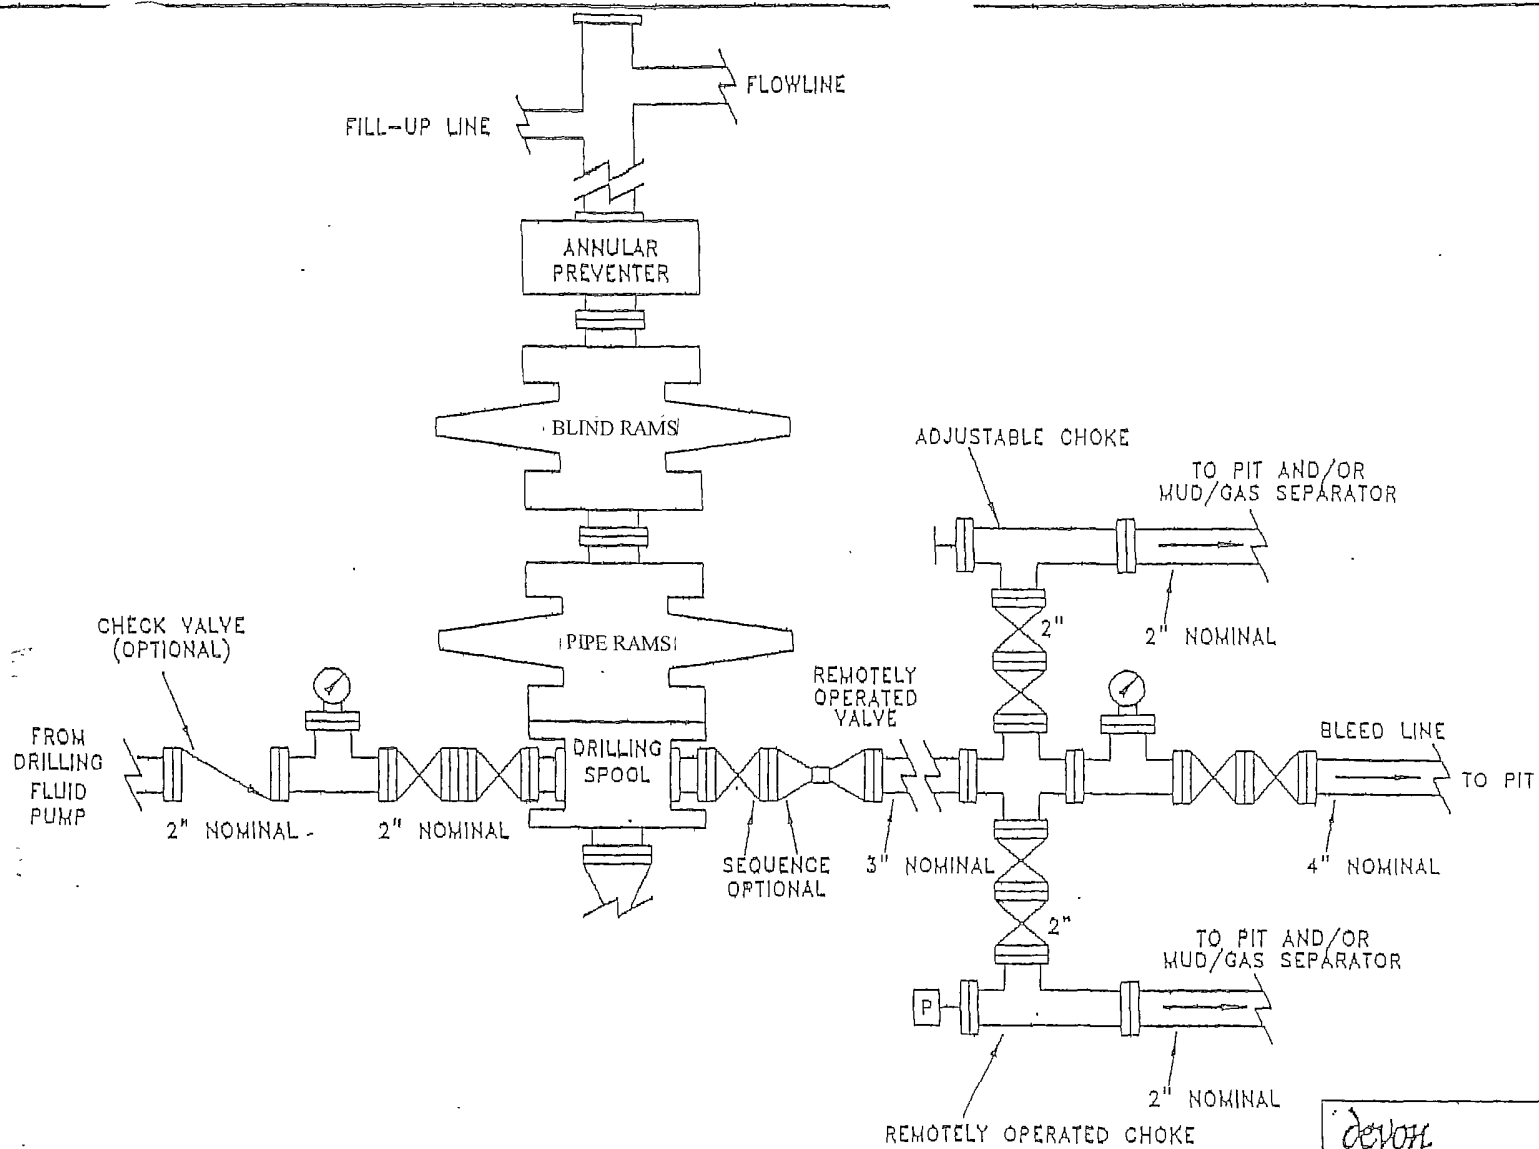 FLOWLINE
FILL-UP LINE
ANNULAR
PREVENTER
BLIND RAMS
ADJUSTABLE CHOKE
TO PIT AND/OR
MUD/GAS SEPARATOR
2"
2" NOMINAL
CHECK VALVE
(OPTIONAL)
PIPE RAMS
REMOTELY
OPERATED
VALVE
FROM
DRILLING
FLUID
PUMP
DRILLING
SPOOL
BLEED LINE
TO PIT
2" NOMINAL
2" NOMINAL
SEQUENCE
OPTIONAL
3" NOMINAL
4" NOMINAL
2"
TO PIT AND/OR
MUD/GAS SEPARATOR
P
2" NOMINAL
REMOTELY OPERATED CHOKE
devon